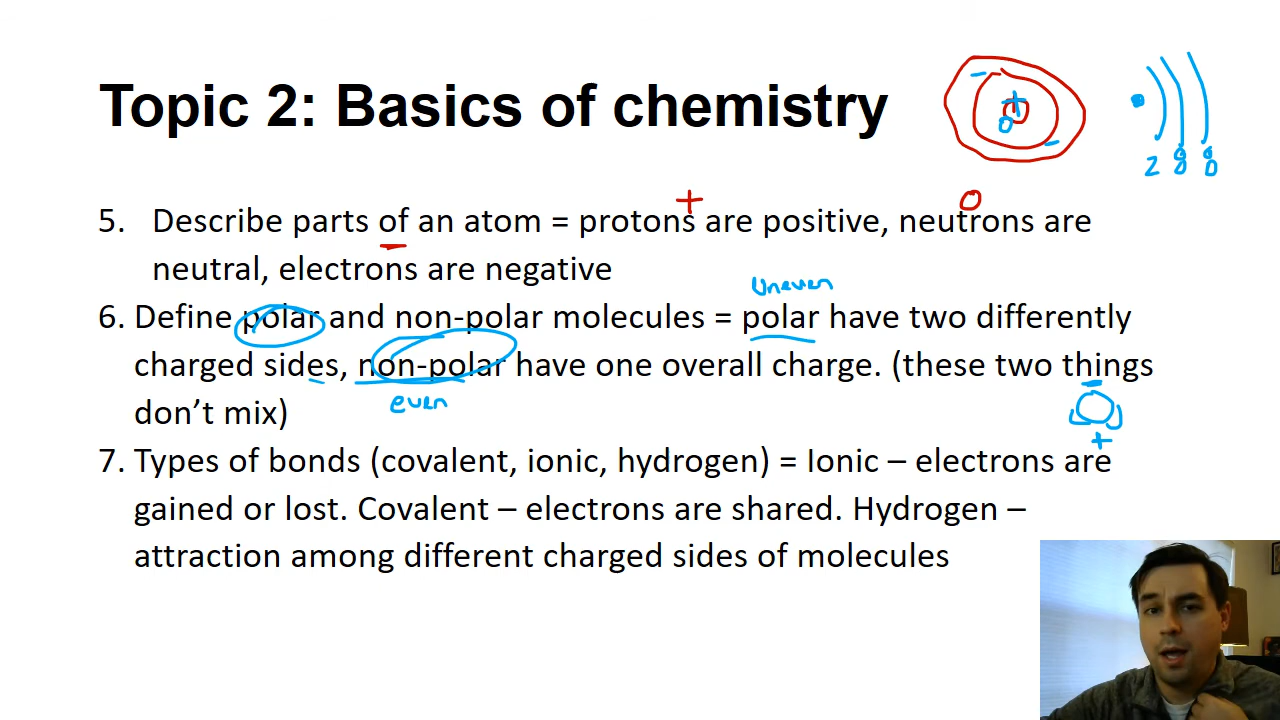 Topic 2: Basics of chemistry
2 8 8
+ 0
5. Describe parts of an atom = protons are positive, neutrons are
neutral, electrons are negative
uneven
6. Define polar and non-polar molecules = polar have two differently
charged sides, non-polar have one overall charge. (these two things
don’t mix)
even
+
7. Types of bonds (covalent, ionic, hydrogen) = Ionic – electrons are
gained or lost. Covalent – electrons are shared. Hydrogen –
attraction among different charged sides of molecules